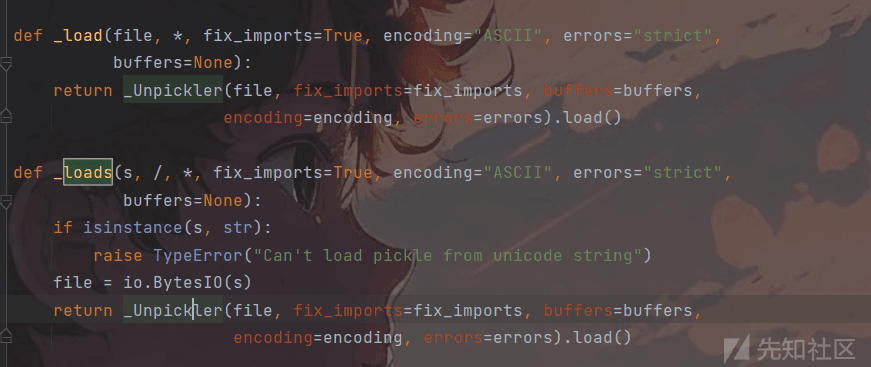 def _load(file, *, fix_imports=True, encoding="ASCII", errors="strict",
          buffers=None):
    return _Unpickler(file, fix_imports=fix_imports, buffers=buffers,
                     encoding=encoding, errors=errors).load()
def _loads(s, /, *, fix_imports=True, encoding="ASCII", errors="strict",
           buffers=None):
    if isinstance(s, str):
        raise TypeError("Can't load pickle from unicode string")
    file = io.BytesIO(s)
    return _Unpickler(file, fix_imports=fix_imports, buffers=buffers,
                      encoding=encoding, errors=errors).load()
先知社区